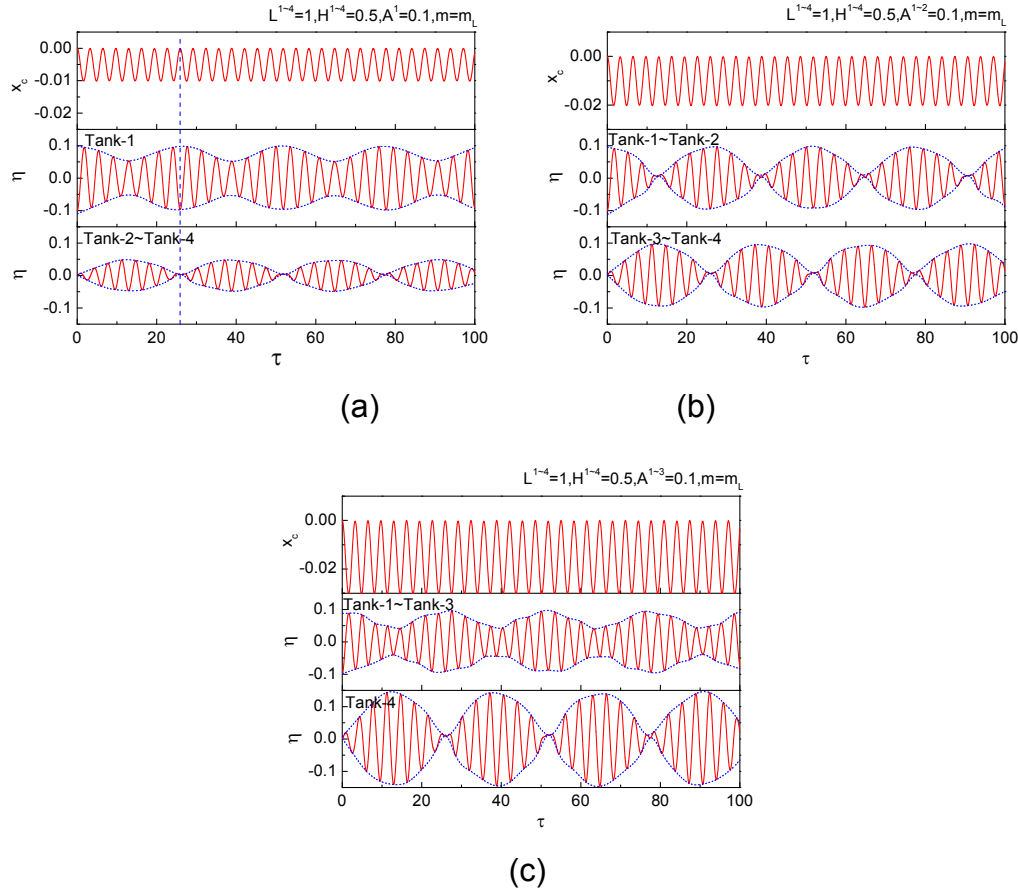 L¹~⁴=1,H¹~⁴=0.5,A¹=0.1,m=m_L
0.00
-0.01
-0.02
x_c
Tank-1
0.1
0.0
-0.1
η
Tank-2~Tank-4
0.1
0.0
-0.1
η
0 20 40 60 80 100
τ
(a)
L¹~⁴=1,H¹~⁴=0.5,A¹~²=0.1,m=m_L
0.00
-0.02
x_c
Tank-1~Tank-2
0.1
0.0
-0.1
η
Tank-3~Tank-4
0.1
0.0
-0.1
η
0 20 40 60 80 100
τ
(b)
L¹~⁴=1,H¹~⁴=0.5,A¹~³=0.1,m=m_L
0.00
-0.02
x_c
Tank-1~Tank-3
0.1
0.0
-0.1
η
Tank-4
0.1
0.0
-0.1
η
0 20 40 60 80 100
τ
(c)